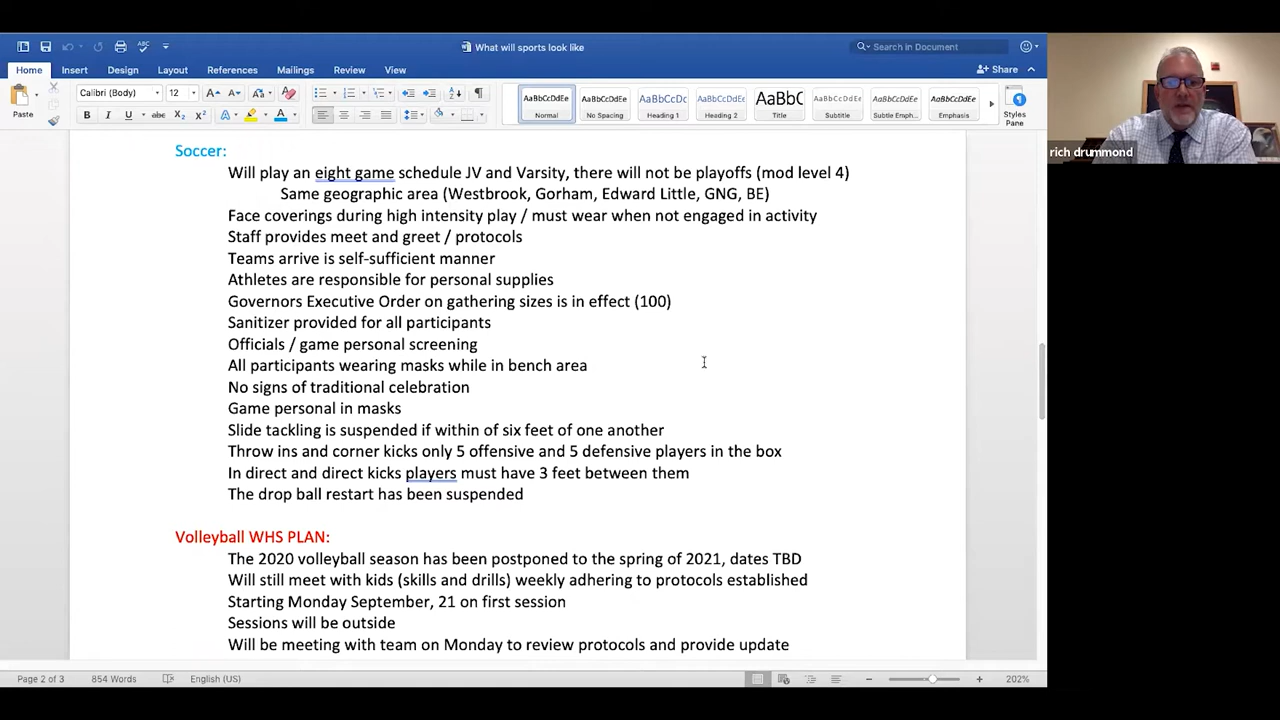 What will sports look like
Search in Document
Home Insert Design Layout References Mailings Review View
Share
Paste
Calibri (Body) 12
AaBbCcDdEe AaBbCcDdEe AaBbCcDc AaBbCcDdEe AaBbC AaBbCcDdEe AaBbCcDdEe AaBbCcDdEe
Normal No Spacing Heading 1 Heading 2 Title Subtitle Subtle Emph... Emphasis Styles Pane
rich drummond
Soccer:
Will play an eight game schedule JV and Varsity, there will not be playoffs (mod level 4)
Same geographic area (Westbrook, Gorham, Edward Little, GNG, BE)
Face coverings during high intensity play / must wear when not engaged in activity
Staff provides meet and greet / protocols
Teams arrive is self-sufficient manner
Athletes are responsible for personal supplies
Governors Executive Order on gathering sizes is in effect (100)
Sanitizer provided for all participants
Officials / game personal screening
All participants wearing masks while in bench area
No signs of traditional celebration
Game personal in masks
Slide tackling is suspended if within of six feet of one another
Throw ins and corner kicks only 5 offensive and 5 defensive players in the box
In direct and direct kicks players must have 3 feet between them
The drop ball restart has been suspended
Volleyball WHS PLAN:
The 2020 volleyball season has been postponed to the spring of 2021, dates TBD
Will still meet with kids (skills and drills) weekly adhering to protocols established
Starting Monday September, 21 on first session
Sessions will be outside
Will be meeting with team on Monday to review protocols and provide update
Page 2 of 3 854 Words English (US) 202%